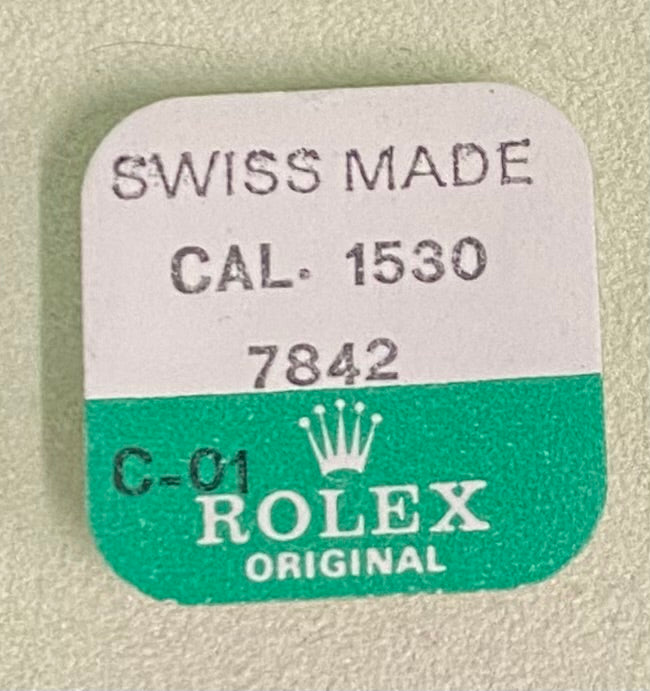 SWISS MADE
CAL. 1530
7842
C-01
ROLEX
ORIGINAL